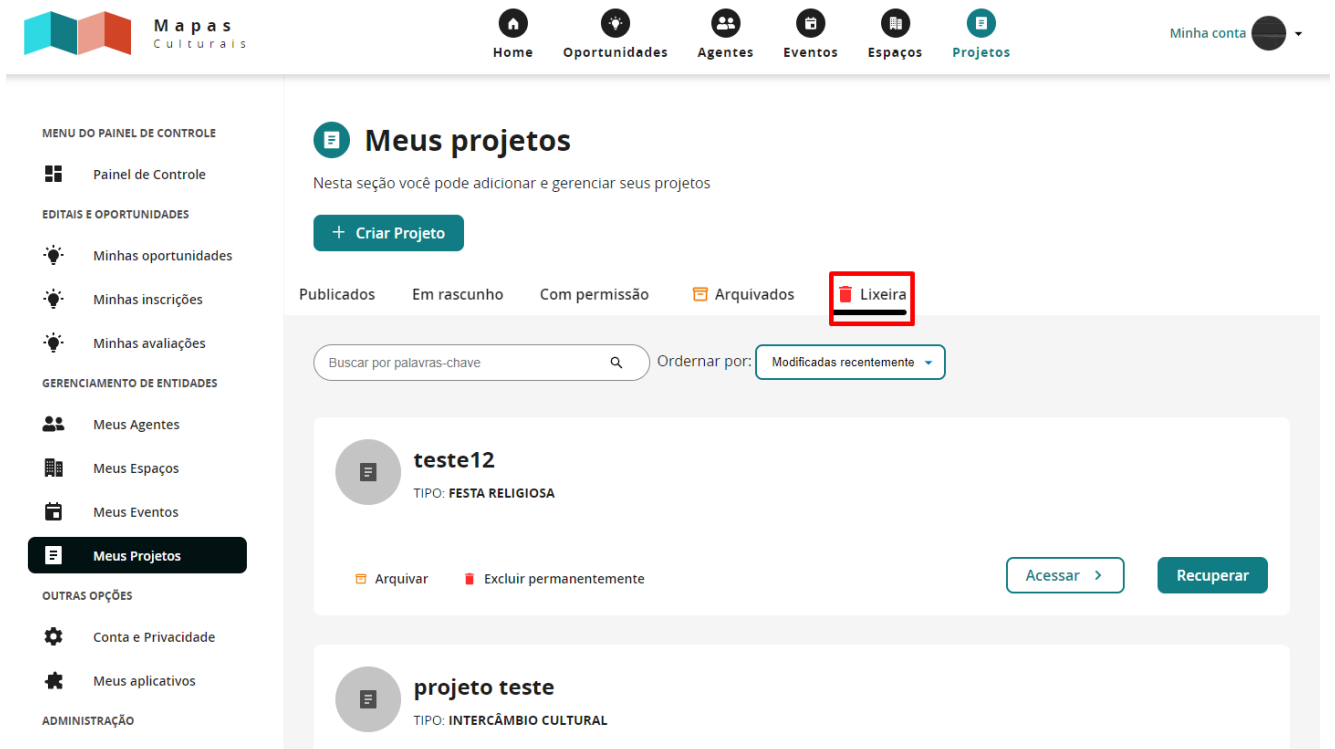 Mapas
Culturais
Home
Oportunidades
Agentes
Eventos
Espaços
Projetos
Minha conta
MENU DO PAINEL DE CONTROLE
Painel de Controle
EDITAIS E OPORTUNIDADES
Minhas oportunidades
Minhas inscrições
Minhas avaliações
GERENCIAMENTO DE ENTIDADES
Meus Agentes
Meus Espaços
Meus Eventos
Meus Projetos
OUTRAS OPÇÕES
Conta e Privacidade
Meus aplicativos
ADMINISTRAÇÃO
Meus projetos
Nesta seção você pode adicionar e gerenciar seus projetos
+ Criar Projeto
Publicados Em rascunho Com permissão Arquivados Lixeira
Buscar por palavras-chave Ordernar por: Modificadas recentemente
teste12
TIPO: FESTA RELIGIOSA
Arquivar Excluir permanentemente Acessar Recuperar
projeto teste
TIPO: INTERCÂMBIO CULTURAL